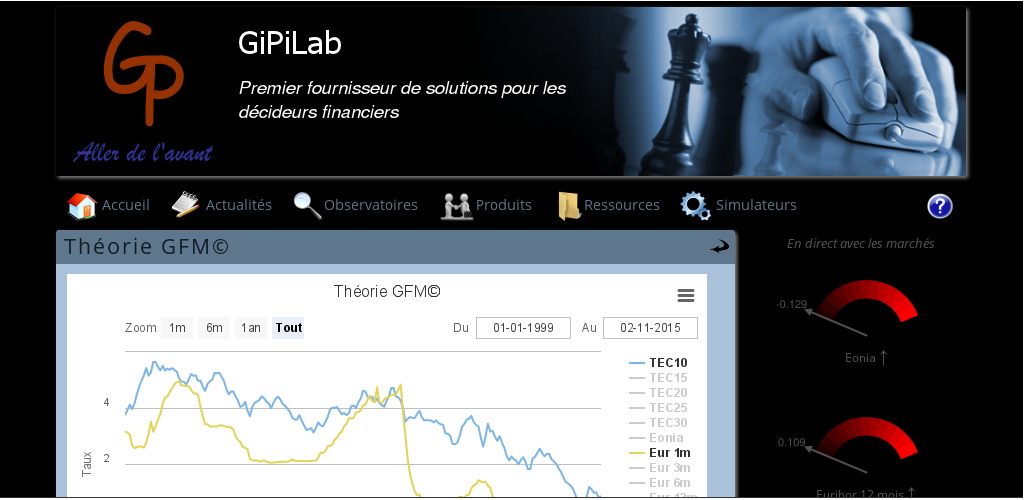 GP
GiPiLab
Premier fournisseur de solutions pour les
décideurs financiers
Aller de l'avant
Accueil
Actualités
Observatoires
Produits
Ressources
Simulateurs
?
Théorie GFM©
En direct avec les marchés
Théorie GFM©
Zoom 1m 6m 1an Tout
Du 01-01-1999 Au 02-11-2015
TEC10
TEC15
TEC20
TEC25
TEC30
Eonia
Eur 1m
Eur 3m
Eur 6m
Eur 12m
4
2
Taux
-0.129
Eonia ↑
0.109
Euribor 12 mois ↑